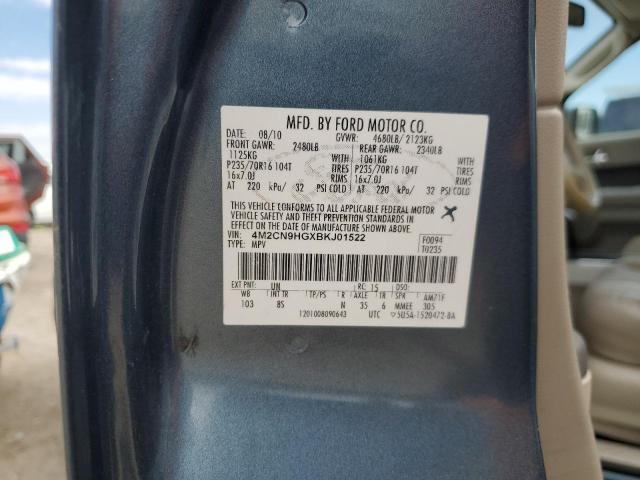 MFD. BY FORD MOTOR CO.
DATE: 08/10 GVWR: 4680LB/ 2123KG
FRONT GAWR: 2480LB REAR GAWR: 2340LB
1125KG WITH 1061KG WITH
P235/70R16 104T TIRES P235/70R16 104T TIRES
16x7.0J RIMS 16x7.0J RIMS
AT 220 kPa/ 32 PSI COLD AT 220 kPa/ 32 PSI COLD
THIS VEHICLE CONFORMS TO ALL APPLICABLE FEDERAL MOTOR
VEHICLE SAFETY AND THEFT PREVENTION STANDARDS
IN EFFECT ON THE DATE OF MANUFACTURE SHOWN ABOVE.
VIN: 4M2CN9HGXBKJ01522 F0094
TYPE: MPV T0235
EXT PNT: UN RC: 15 DSO:
WB INT TR TP/PS R AXLE TR SPR AM71F
103 8S N 35 6 MMEE 305
1201008090643 UTC 5U5A-1520472-BA